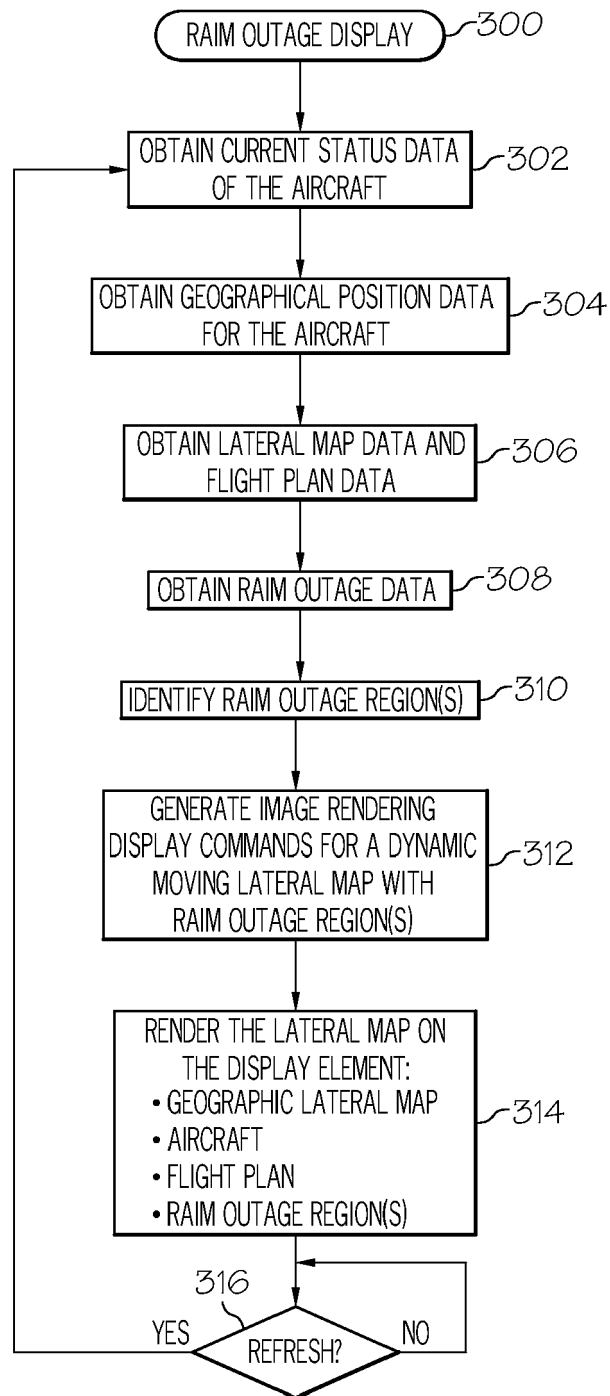 RAIM OUTAGE DISPLAY
300
OBTAIN CURRENT STATUS DATA
OF THE AIRCRAFT
302
OBTAIN GEOGRAPHICAL POSITION DATA
FOR THE AIRCRAFT
304
OBTAIN LATERAL MAP DATA AND
FLIGHT PLAN DATA
306
OBTAIN RAIM OUTAGE DATA
308
IDENTIFY RAIM OUTAGE REGION(S)
310
GENERATE IMAGE RENDERING
DISPLAY COMMANDS FOR A DYNAMIC
MOVING LATERAL MAP WITH
RAIM OUTAGE REGION(S)
312
RENDER THE LATERAL MAP ON
THE DISPLAY ELEMENT:
• GEOGRAPHIC LATERAL MAP
• AIRCRAFT
• FLIGHT PLAN
• RAIM OUTAGE REGION(S)
314
316
YES
REFRESH?
NO